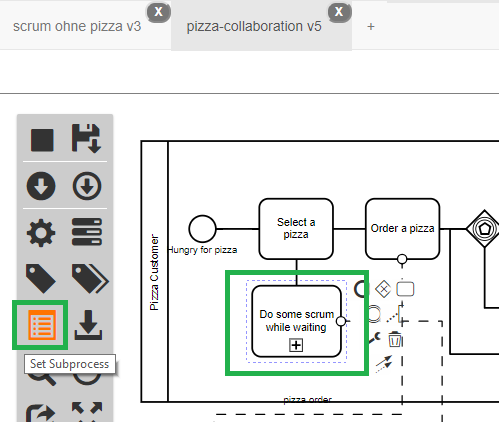 scrum ohne pizza v3
X
pizza-collaboration v5
X
+
Pizza Customer
Hungry for pizza
Select a
pizza
Order a pizza
Do some scrum
while waiting
Set Subprocess
pizza order